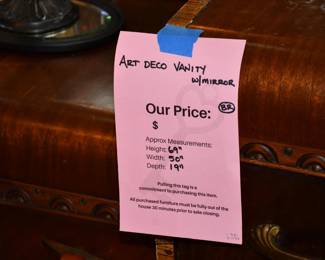 ART DECO VANITY
W/MIRROR
Our Price: BR
$
Approx Measurements:
Height: 69"
Width: 50"
Depth: 19"
Pulling this tag is a
commitment to purchasing this item.
All purchased furniture must be fully out of the
house 30 minutes prior to sale closing.